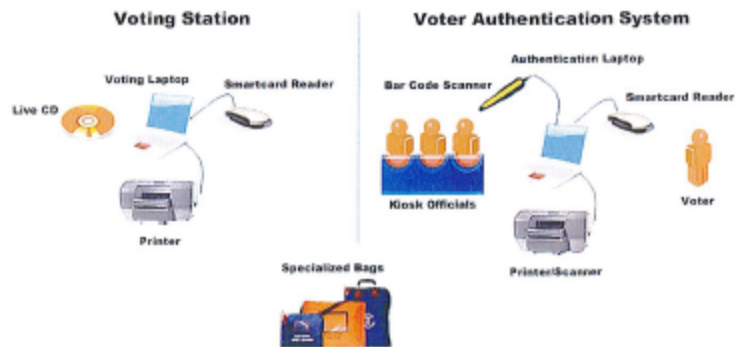 Voting Station
Voter Authentication System
Voting Laptop
Smartcard Reader
Live CD
Printer
Authentication Laptop
Bar Code Scanner
Smartcard Reader
Kiosk Officials
Voter
Printer/Scanner
Specialized Bags